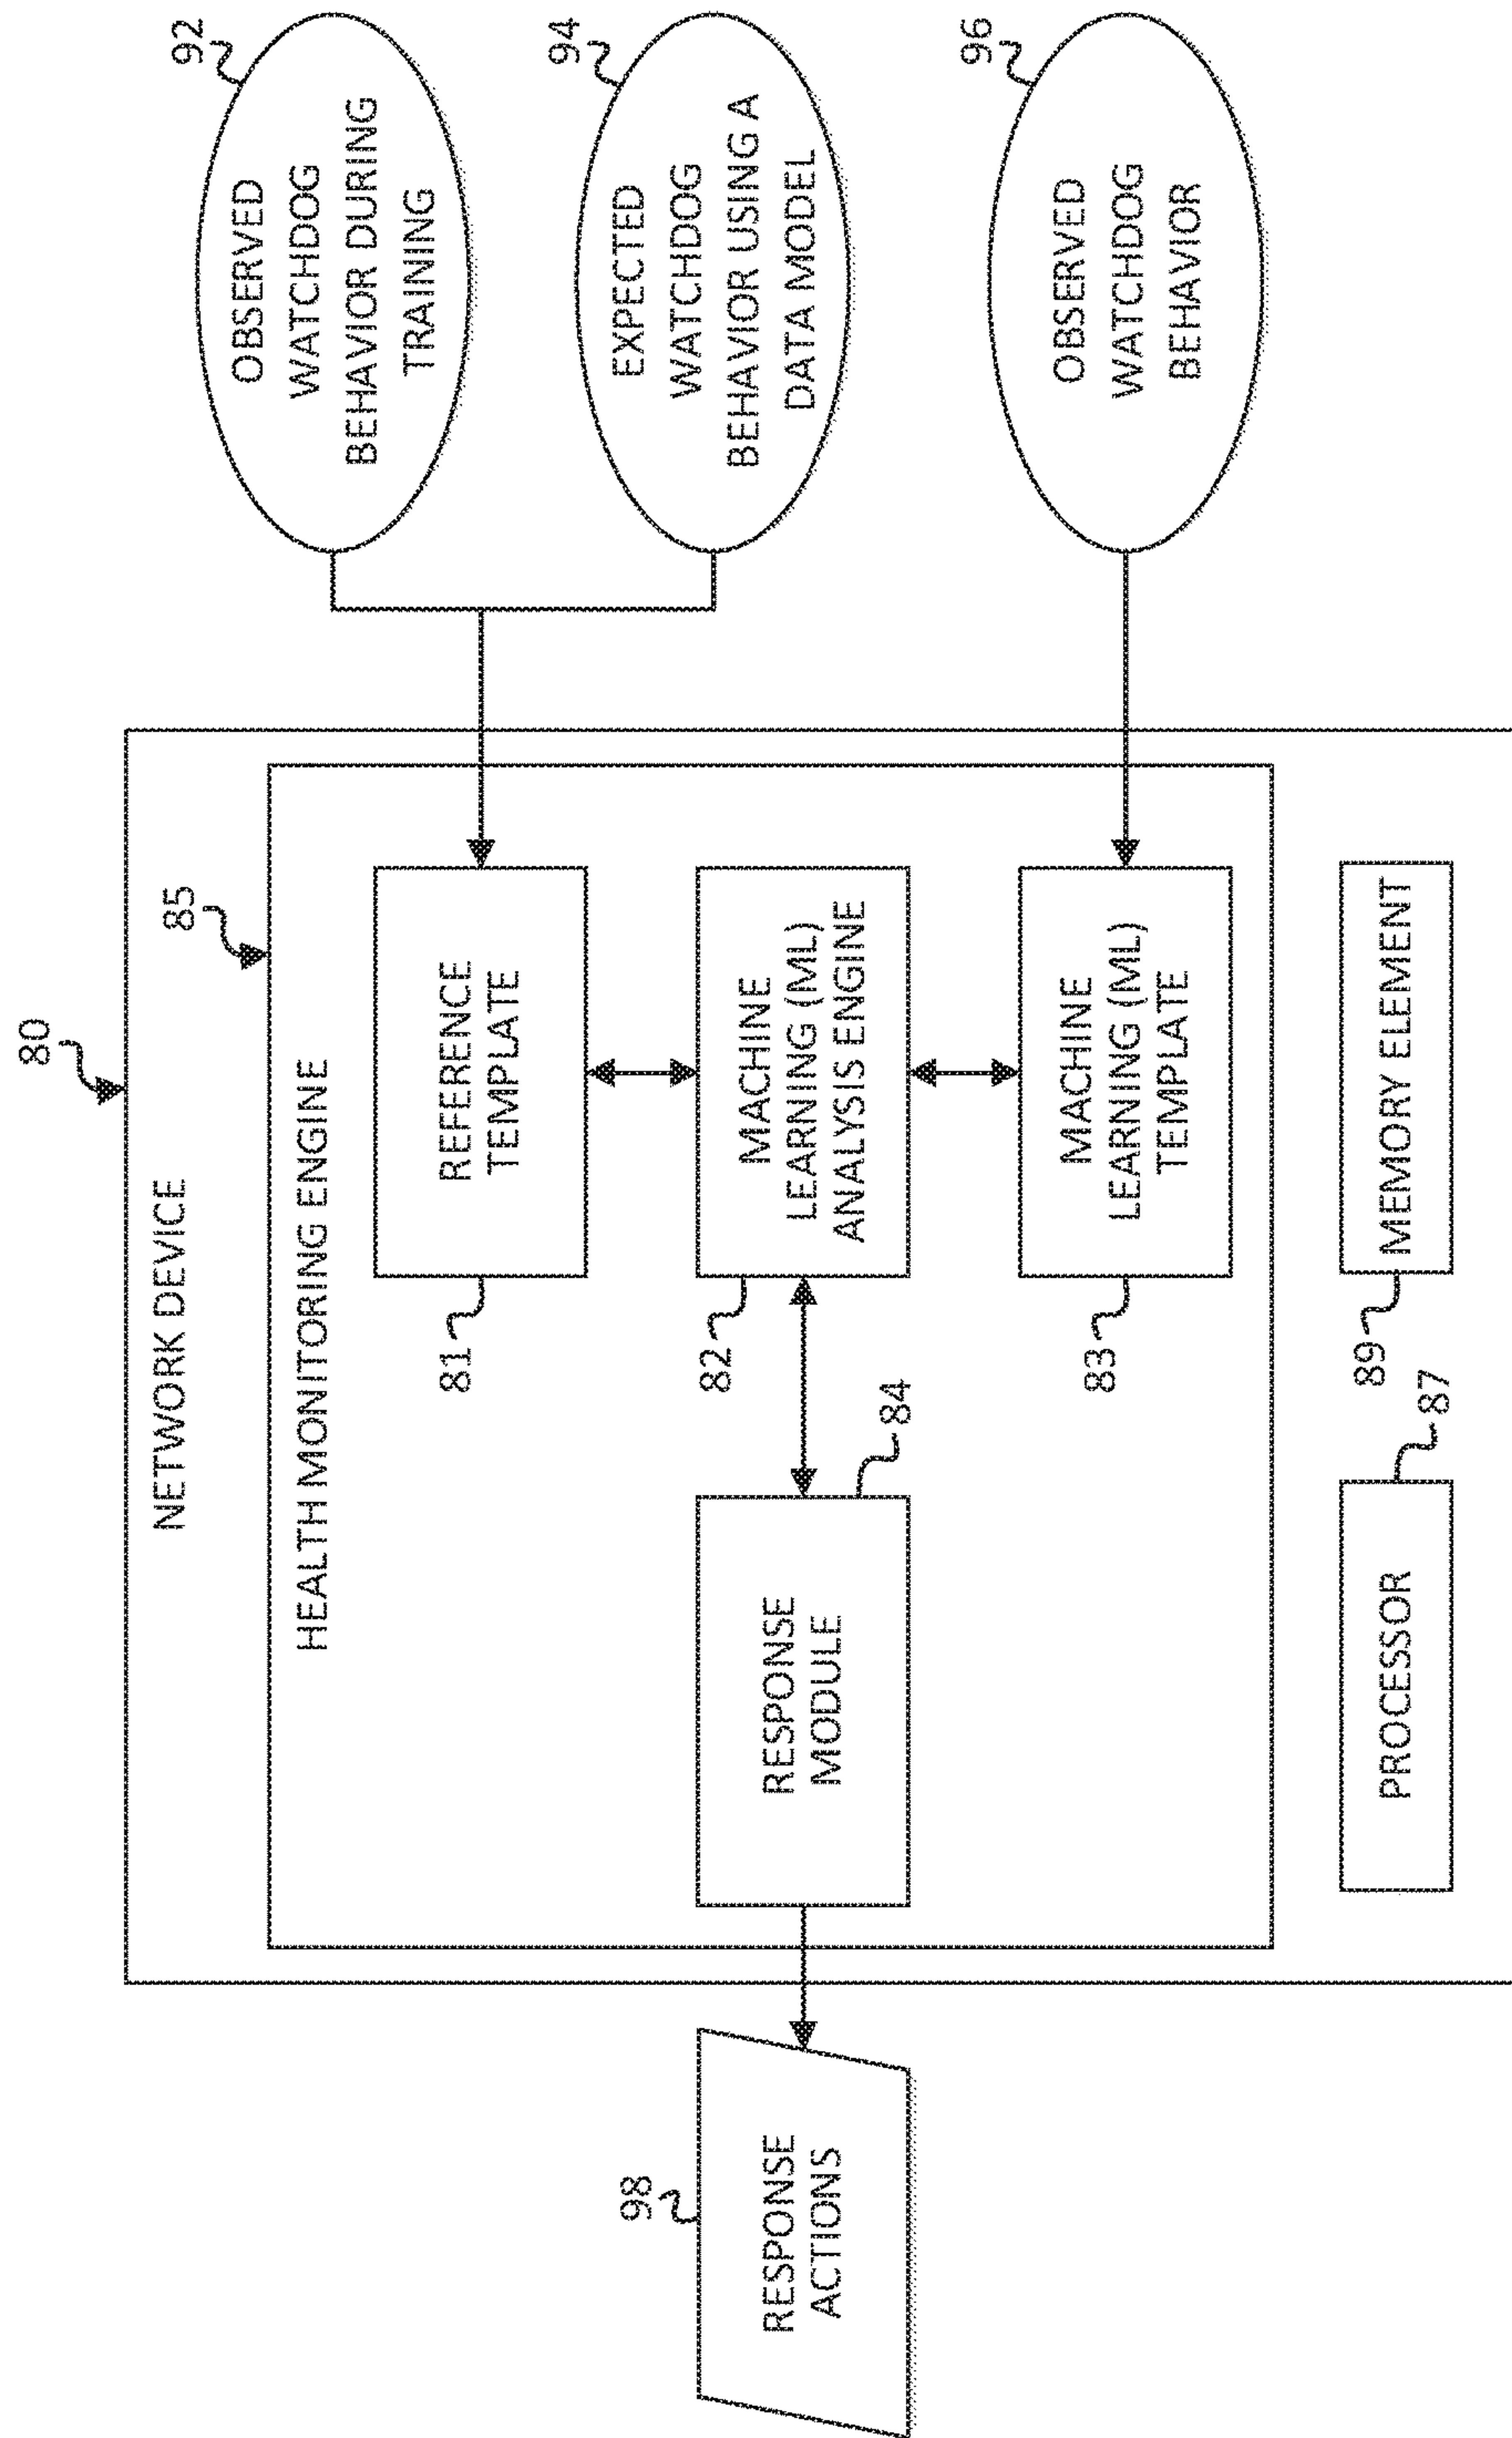 80
NETWORK DEVICE
85
HEALTH MONITORING ENGINE
92
OBSERVED
WATCHDOG
BEHAVIOR DURING
TRAINING
94
EXPECTED
WATCHDOG
BEHAVIOR USING A
DATA MODEL
96
OBSERVED
WATCHDOG
BEHAVIOR
81
REFERENCE
TEMPLATE
82
MACHINE
LEARNING (ML)
ANALYSIS ENGINE
83
MACHINE
LEARNING (ML)
TEMPLATE
84
RESPONSE
MODULE
98
RESPONSE
ACTIONS
87
PROCESSOR
89
MEMORY ELEMENT